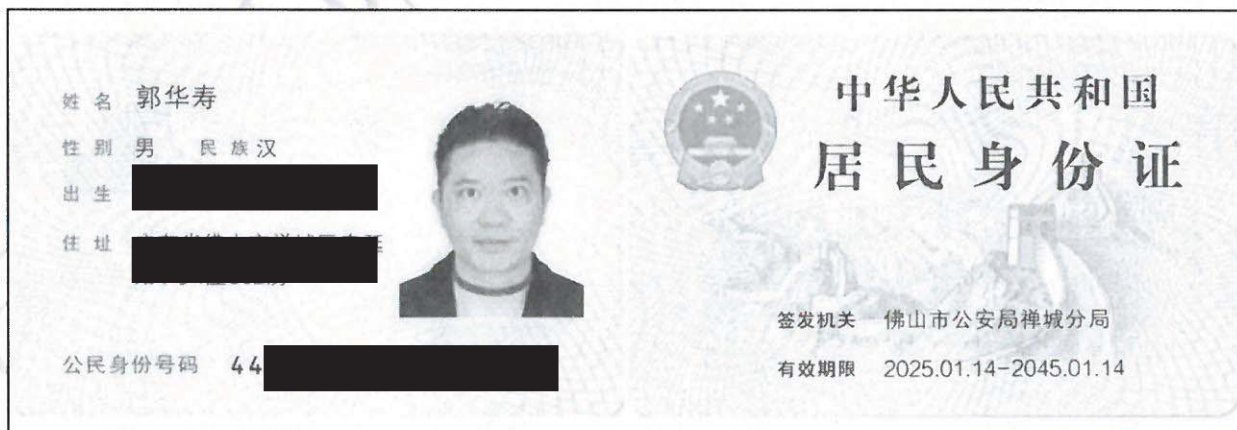 姓名 郭华寿
性别 男 民族 汉
出生
住址
公民身份号码 44
中华人民共和国
居民身份证
签发机关 佛山市公安局禅城分局
有效期限 2025.01.14-2045.01.14